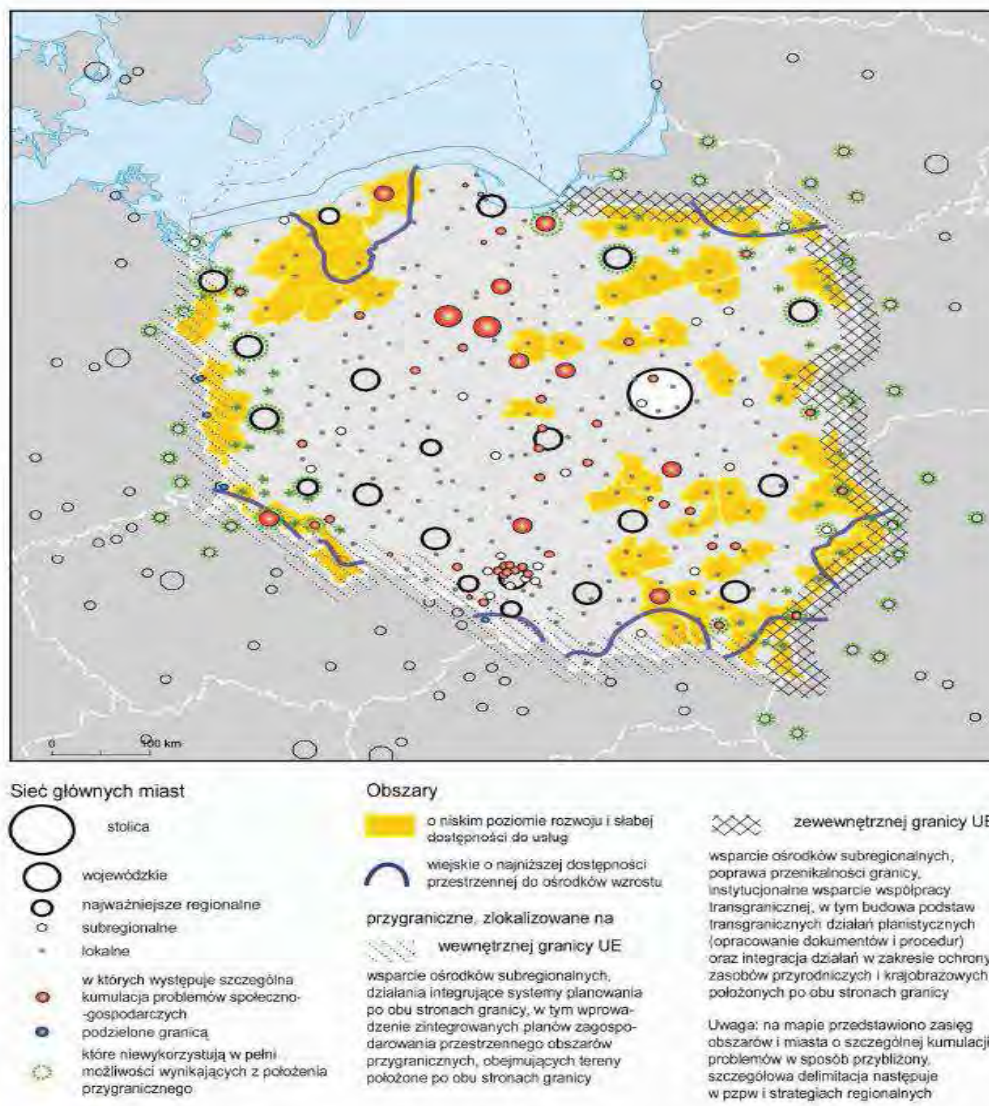 0 100 km
Sieć głównych miast
stolica
wojewódzkie
najważniejsze regionalne
subregionalne
lokalne
w których występuje szczególna
kumulacja problemów społeczno-
-gospodarczych
podzielone granicą
które niewykorzystują w pełni
możliwości wynikających z położenia
przygranicznego
Obszary
o niskim poziomie rozwoju i słabej
dostępności do usług
wiejskie o najniższej dostępności
przestrzennej do ośrodków wzrostu
przygraniczne, zlokalizowane na
wewnętrznej granicy UE
wsparcie ośrodków subregionalnych,
działania integrujące systemy planowania
po obu stronach granicy, w tym wprowa-
dzenie zintegrowanych planów zagospo-
darowania przestrzennego obszarów
przygranicznych, obejmujących tereny
położone po obu stronach granicy
zewewnętrznej granicy UE
wsparcie ośrodków subregionalnych,
poprawa przenikalności granicy,
instytucjonalne wsparcie współpracy
transgranicznej, w tym budowa podstaw
transgranicznych działań planistycznych
(opracowanie dokumentów i procedur)
oraz integracja działań w zakresie ochrony
zasobów przyrodniczych i krajobrazowych
położonych po obu stronach granicy
Uwaga: na mapie przedstawiono zasięg
obszarów i miasta o szczególnej kumulacji
problemów w sposób przybliżony,
szczegółowa delimitacja następuje
w pzpw i strategiach regionalnych